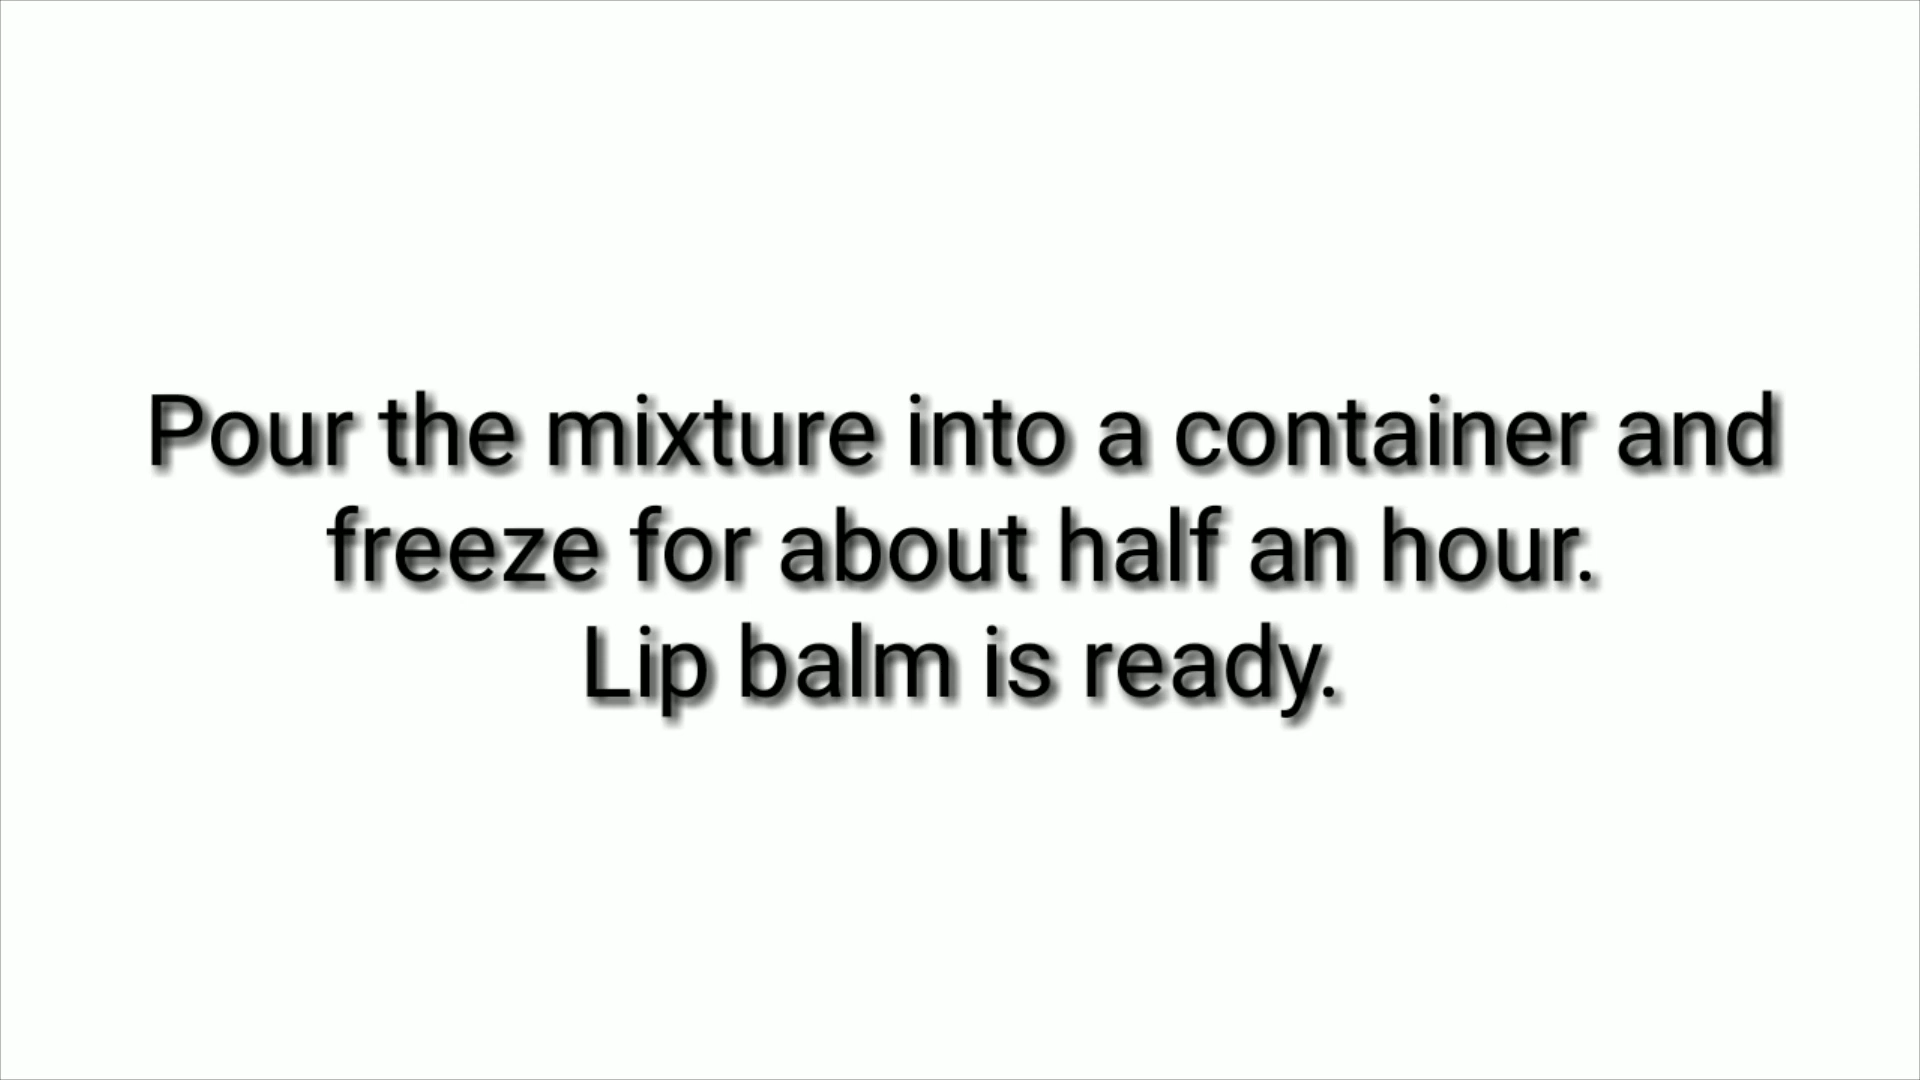 Pour the mixture into a container and
freeze for about half an hour.
Lip balm is ready.